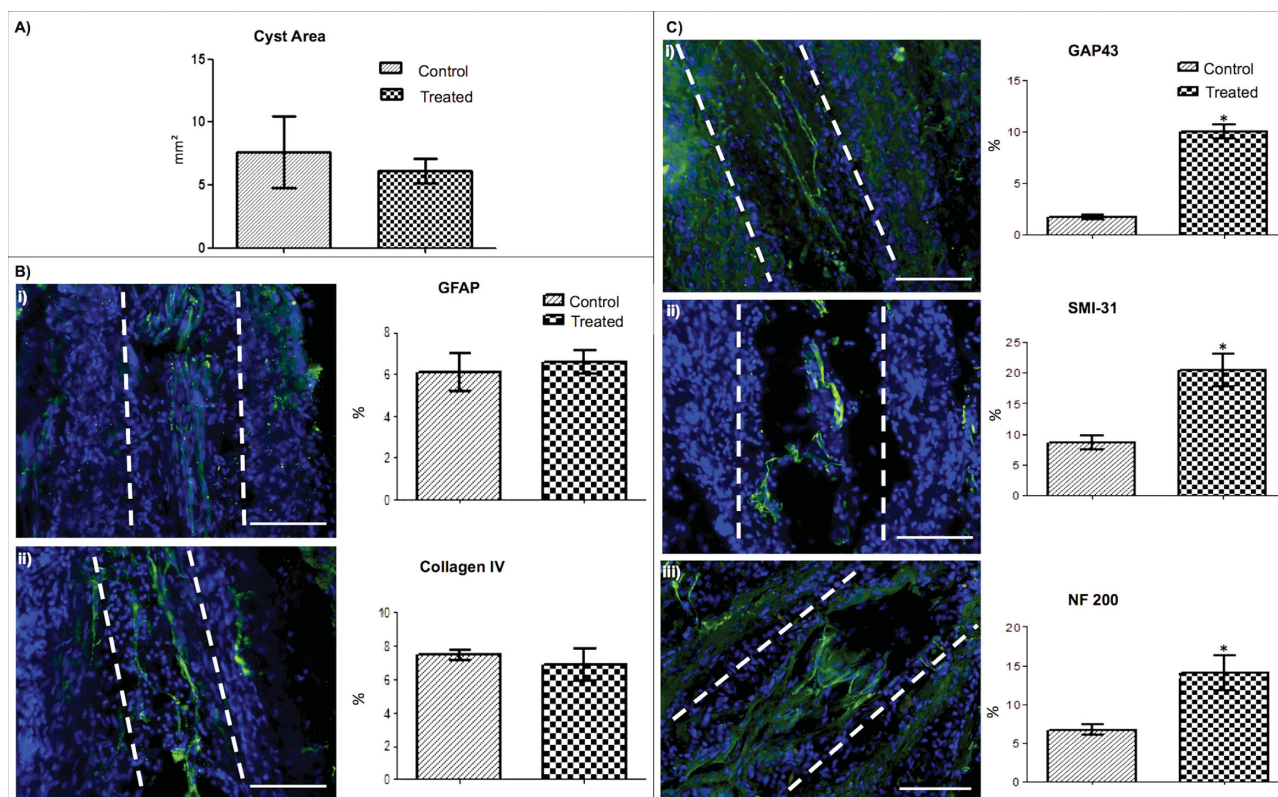 A)
Cyst Area
Control
Treated
15
10
5
0
mm²
B)
i)
GFAP
Control
Treated
8
6
4
2
0
%
ii)
Collagen IV
10
8
6
4
2
0
%
C)
i)
GAP43
Control
Treated
15
10
5
0
%
*
ii)
SMI-31
25
20
15
10
5
0
%
*
iii)
NF 200
20
15
10
5
0
%
*